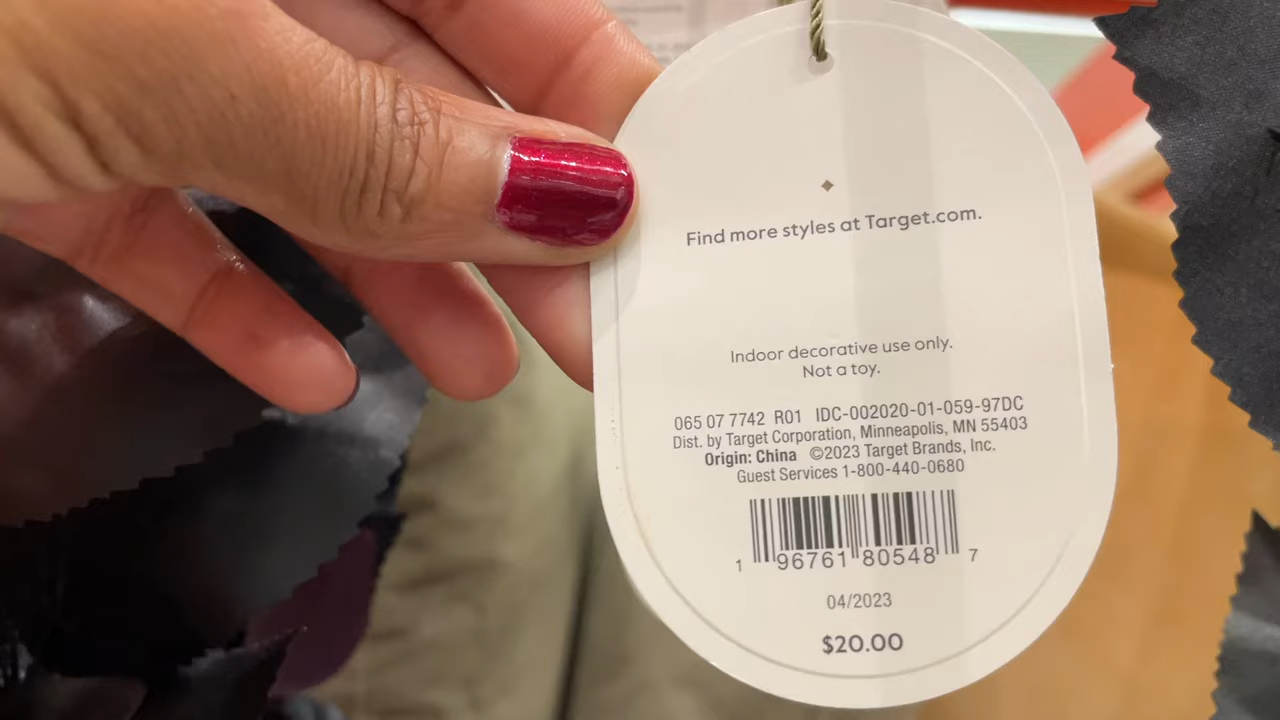 Find more styles at Target.com.
Indoor decorative use only.
Not a toy.
065 07 7742 R01 IDC-002020-01-059-97DC
Dist. by Target Corporation, Minneapolis, MN 55403
Origin: China ©2023 Target Brands, Inc.
Guest Services 1-800-440-0680
1 96761 80548 7
04/2023
$20.00